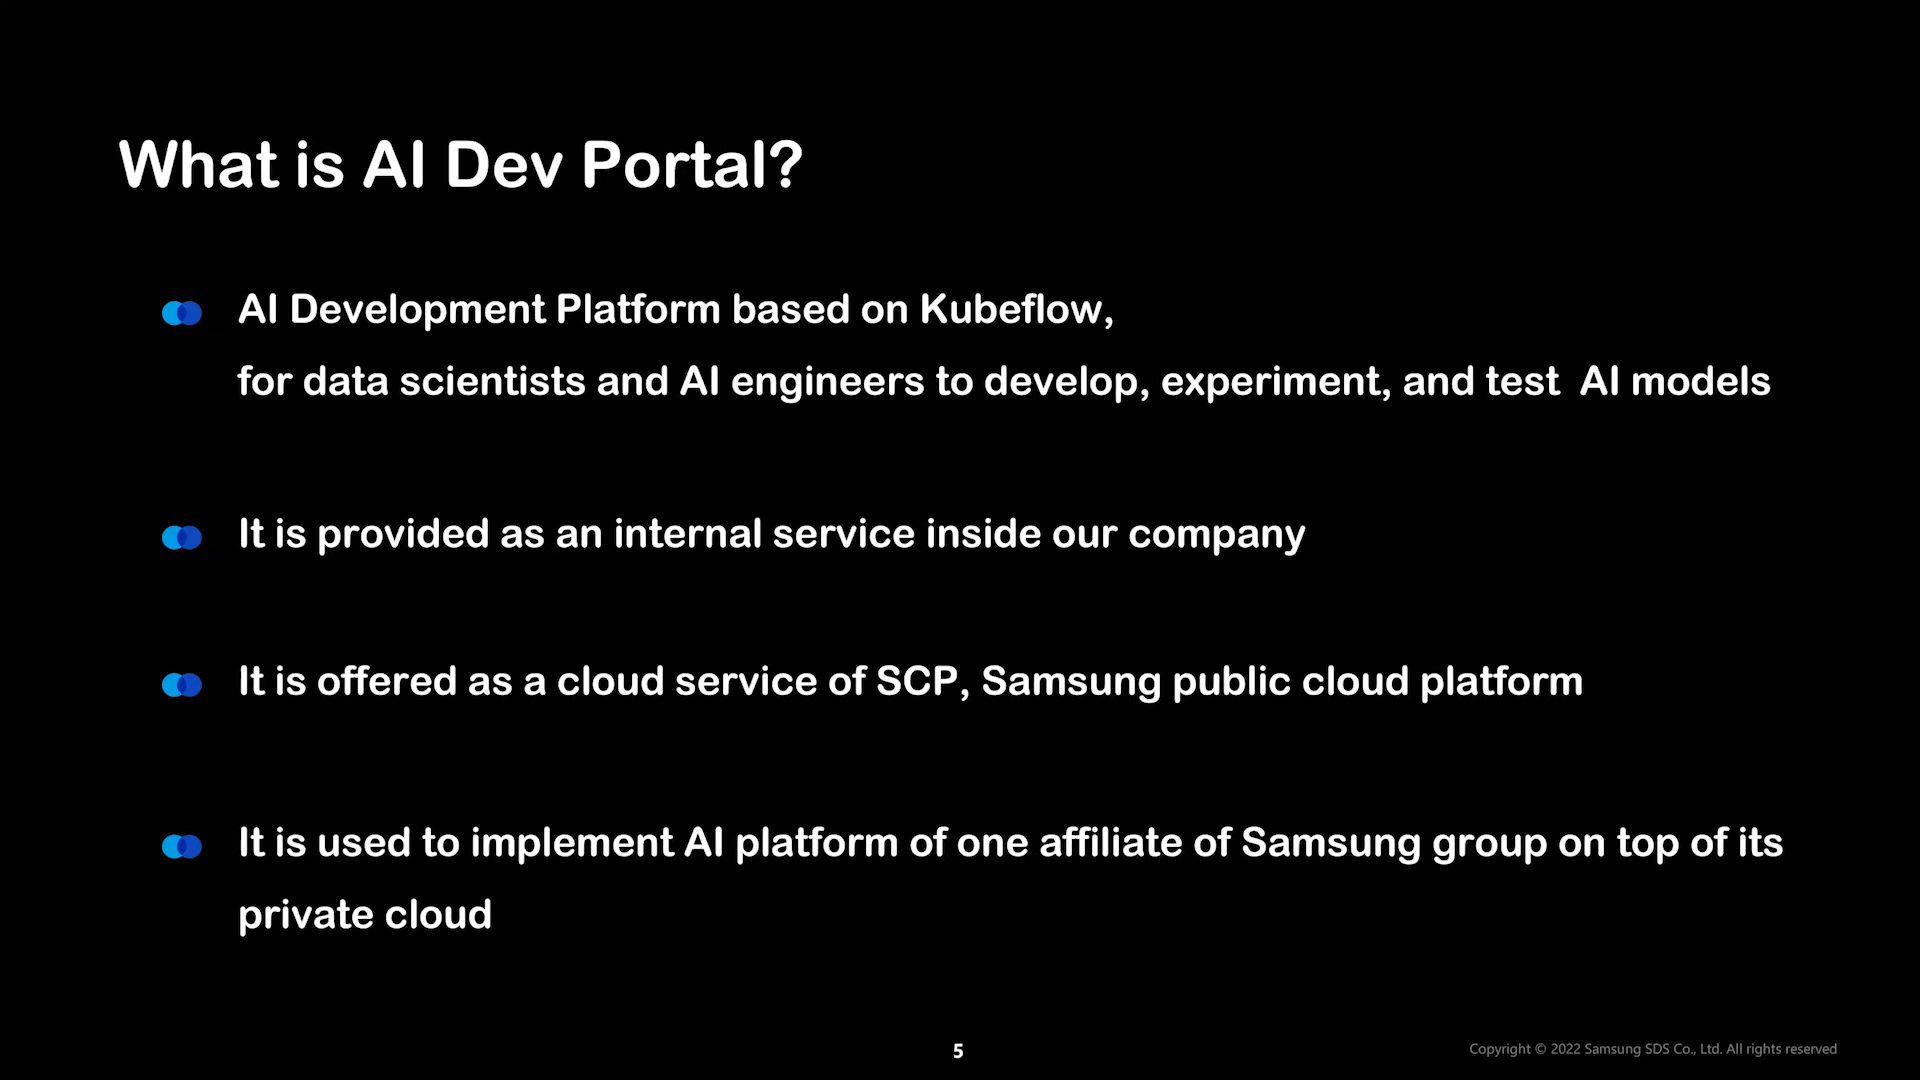 What is AI Dev Portal?
AI Development Platform based on Kubeflow,
for data scientists and AI engineers to develop, experiment, and test  AI models
It is provided as an internal service inside our company
It is offered as a cloud service of SCP, Samsung public cloud platform
It is used to implement AI platform of one affiliate of Samsung group on top of its
private cloud
5
Copyright © 2022 Samsung SDS Co., Ltd. All rights reserved